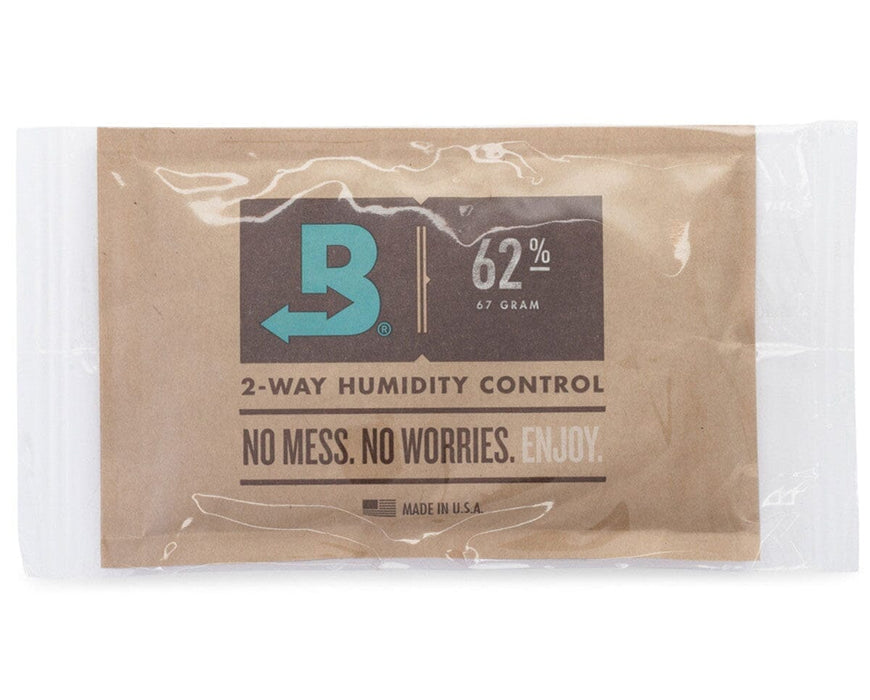 B®
62%
67 GRAM
2-WAY HUMIDITY CONTROL
NO MESS. NO WORRIES. ENJOY.
MADE IN U.S.A.